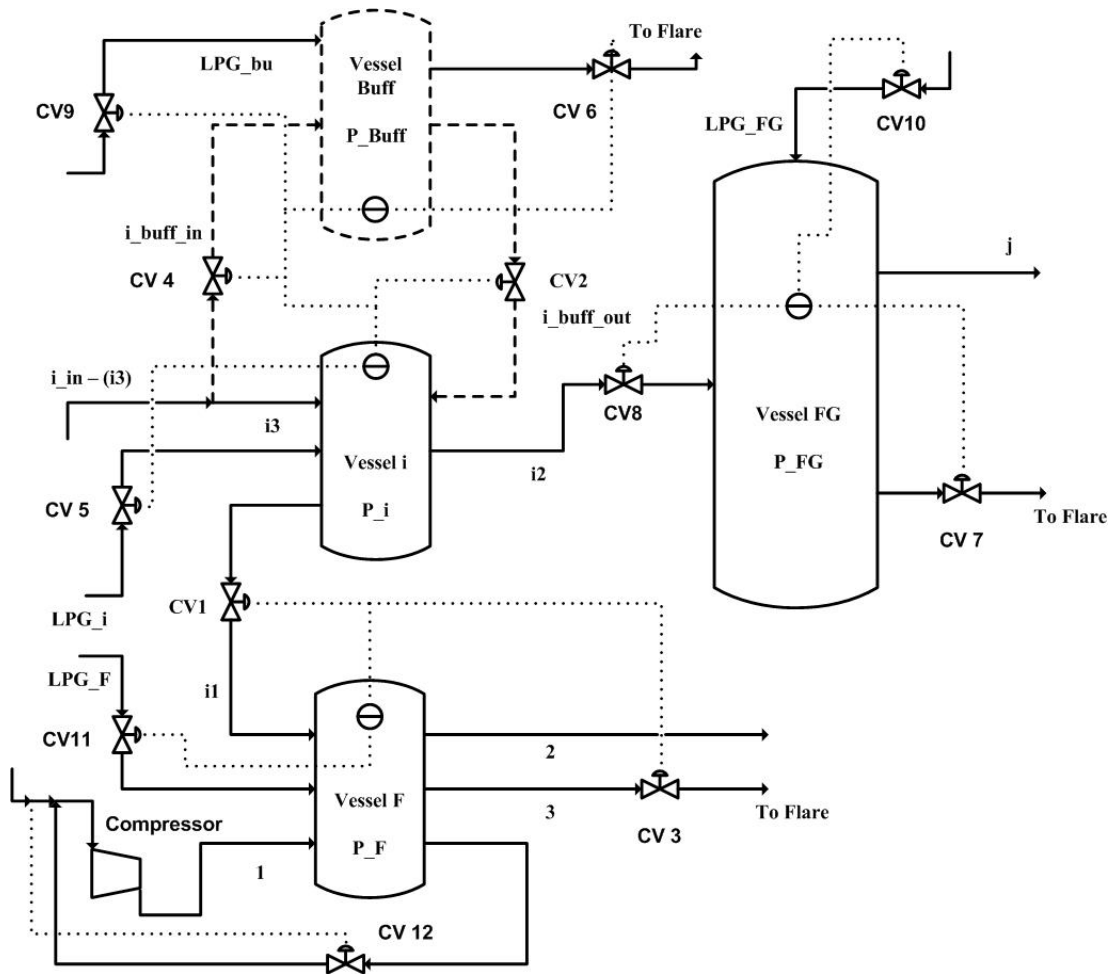 To Flare
LPG_bu
Vessel
Buff
P_Buff
CV9
CV 6
CV10
LPG_FG
i_buff_in
CV 4
CV2
i_buff_out
j
i_in – (i3)
i3
CV8
Vessel FG
P_FG
Vessel i
P_i
i2
CV 5
CV 7
To Flare
LPG_i
CV1
LPG_F
i1
CV11
2
Vessel F
P_F
3
To Flare
CV 3
Compressor
1
CV 12